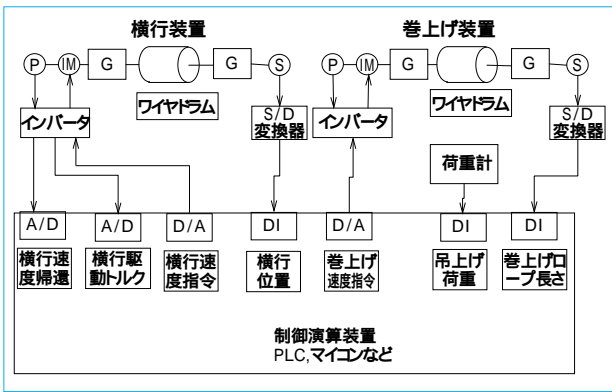 横行装置
巻上げ装置
P
IM
G
G
S
P
IM
G
G
S
ワイヤドラム
ワイヤドラム
インバータ
S/D
変換器
インバータ
S/D
変換器
荷重計
A/D
A/D
D/A
DI
D/A
DI
DI
横行速
度帰還
横行駆
動トルク
横行速
度指令
横行
位置
巻上げ
速度指令
吊上げ
荷重
巻上げロ
ープ長さ
制御演算装置
PLC,マイコンなど